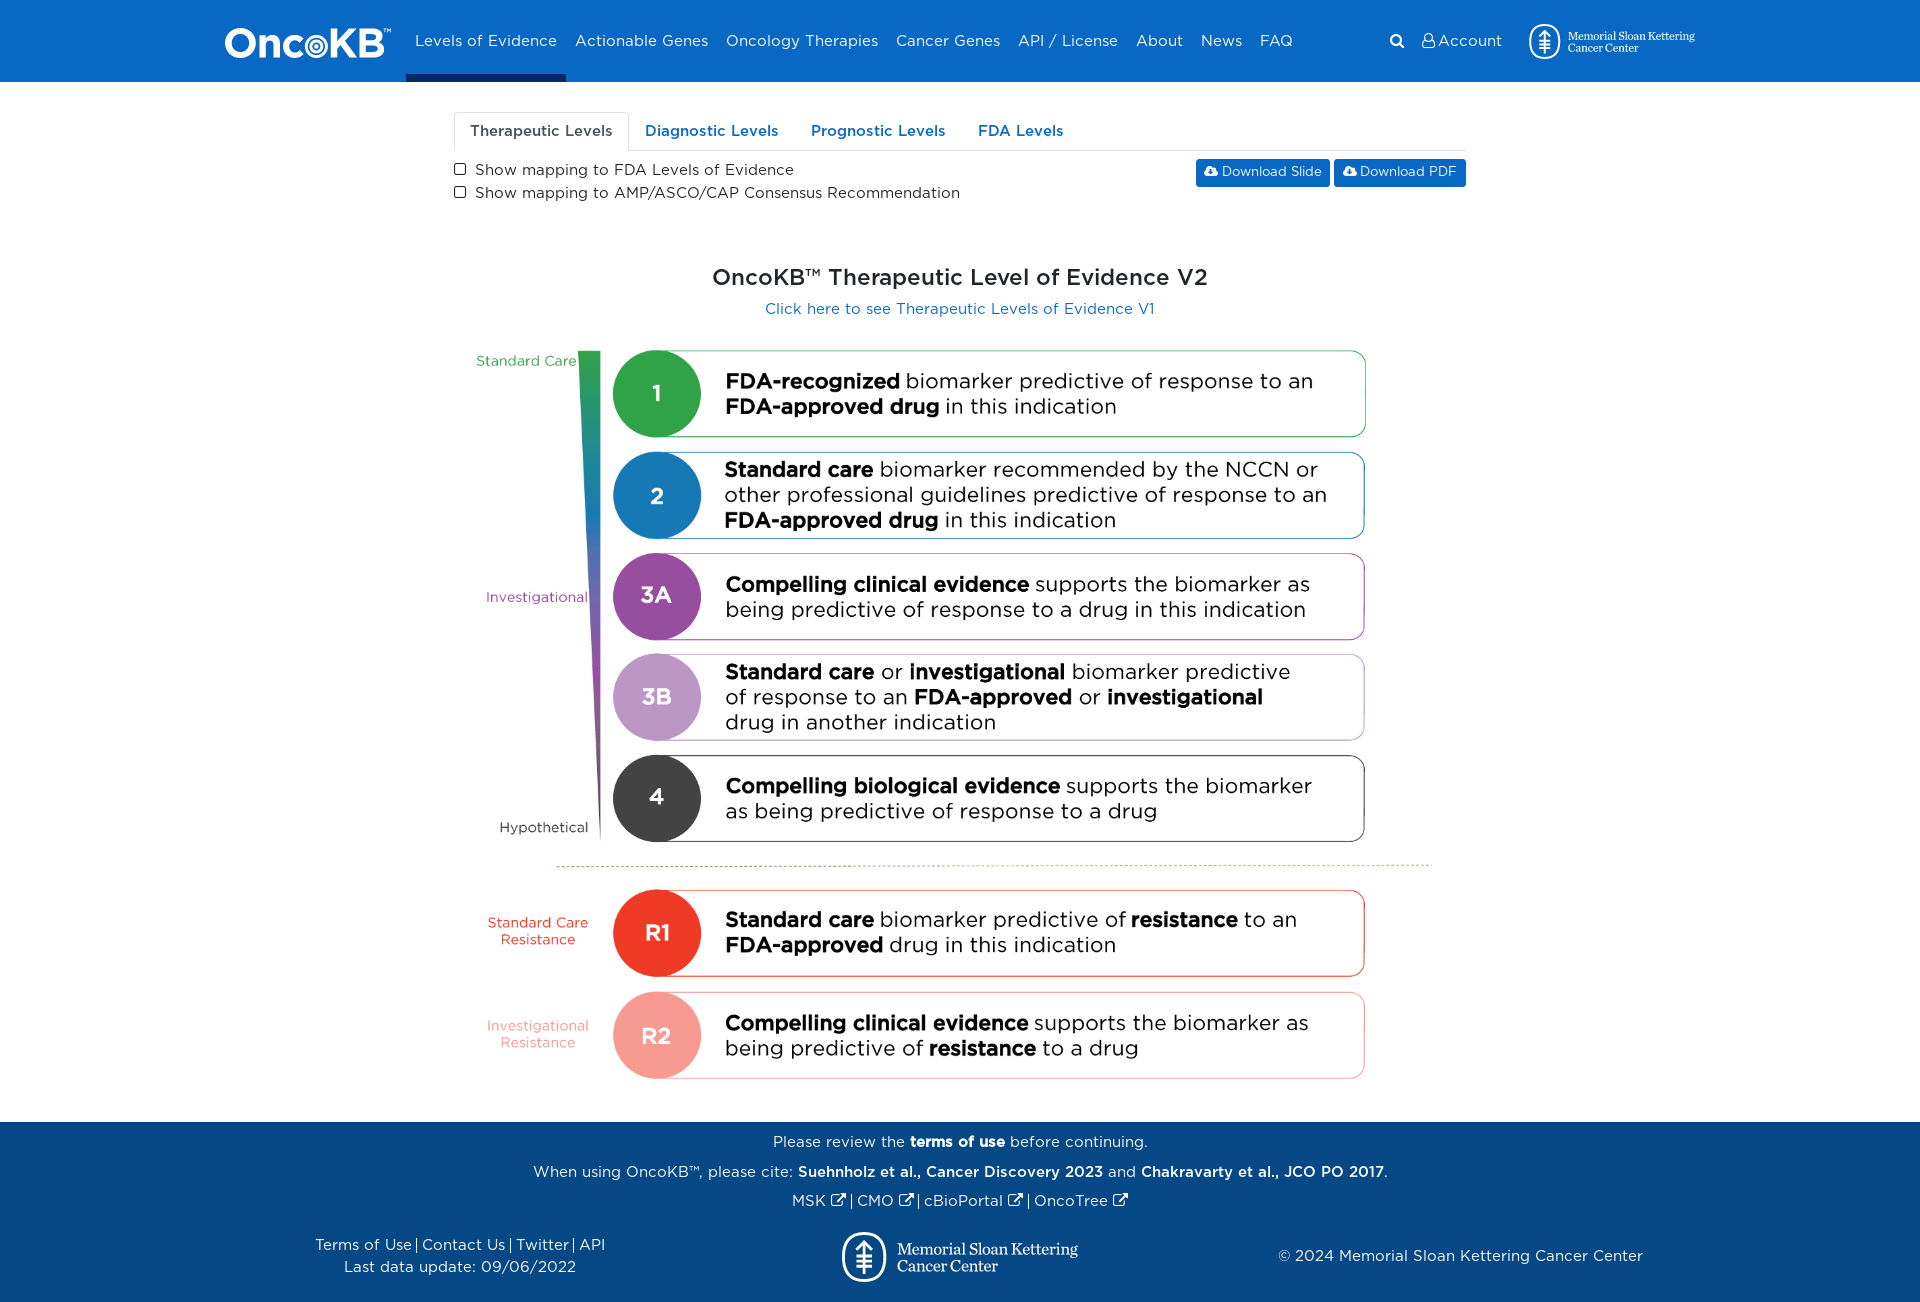 OncoKB™
Levels of Evidence
Actionable Genes
Oncology Therapies
Cancer Genes
API / License
About
News
FAQ
Account
Memorial Sloan Kettering
Cancer Center
Therapeutic Levels
Diagnostic Levels
Prognostic Levels
FDA Levels
Show mapping to FDA Levels of Evidence
Show mapping to AMP/ASCO/CAP Consensus Recommendation
Download Slide
Download PDF
OncoKB™ Therapeutic Level of Evidence V2
Click here to see Therapeutic Levels of Evidence V1
Standard Care
1
FDA-recognized biomarker predictive of response to an
FDA-approved drug in this indication
2
Standard care biomarker recommended by the NCCN or
other professional guidelines predictive of response to an
FDA-approved drug in this indication
Investigational
3A
Compelling clinical evidence supports the biomarker as
being predictive of response to a drug in this indication
3B
Standard care or investigational biomarker predictive
of response to an FDA-approved or investigational
drug in another indication
4
Compelling biological evidence supports the biomarker
as being predictive of response to a drug
Hypothetical
Standard Care
Resistance
R1
Standard care biomarker predictive of resistance to an
FDA-approved drug in this indication
Investigational
Resistance
R2
Compelling clinical evidence supports the biomarker as
being predictive of resistance to a drug
Please review the terms of use before continuing.
When using OncoKB™, please cite: Suehnholz et al., Cancer Discovery 2023 and Chakravarty et al., JCO PO 2017.
MSK | CMO | cBioPortal | OncoTree
Terms of Use | Contact Us | Twitter | API
Last data update: 09/06/2022
Memorial Sloan Kettering
Cancer Center
© 2024 Memorial Sloan Kettering Cancer Center